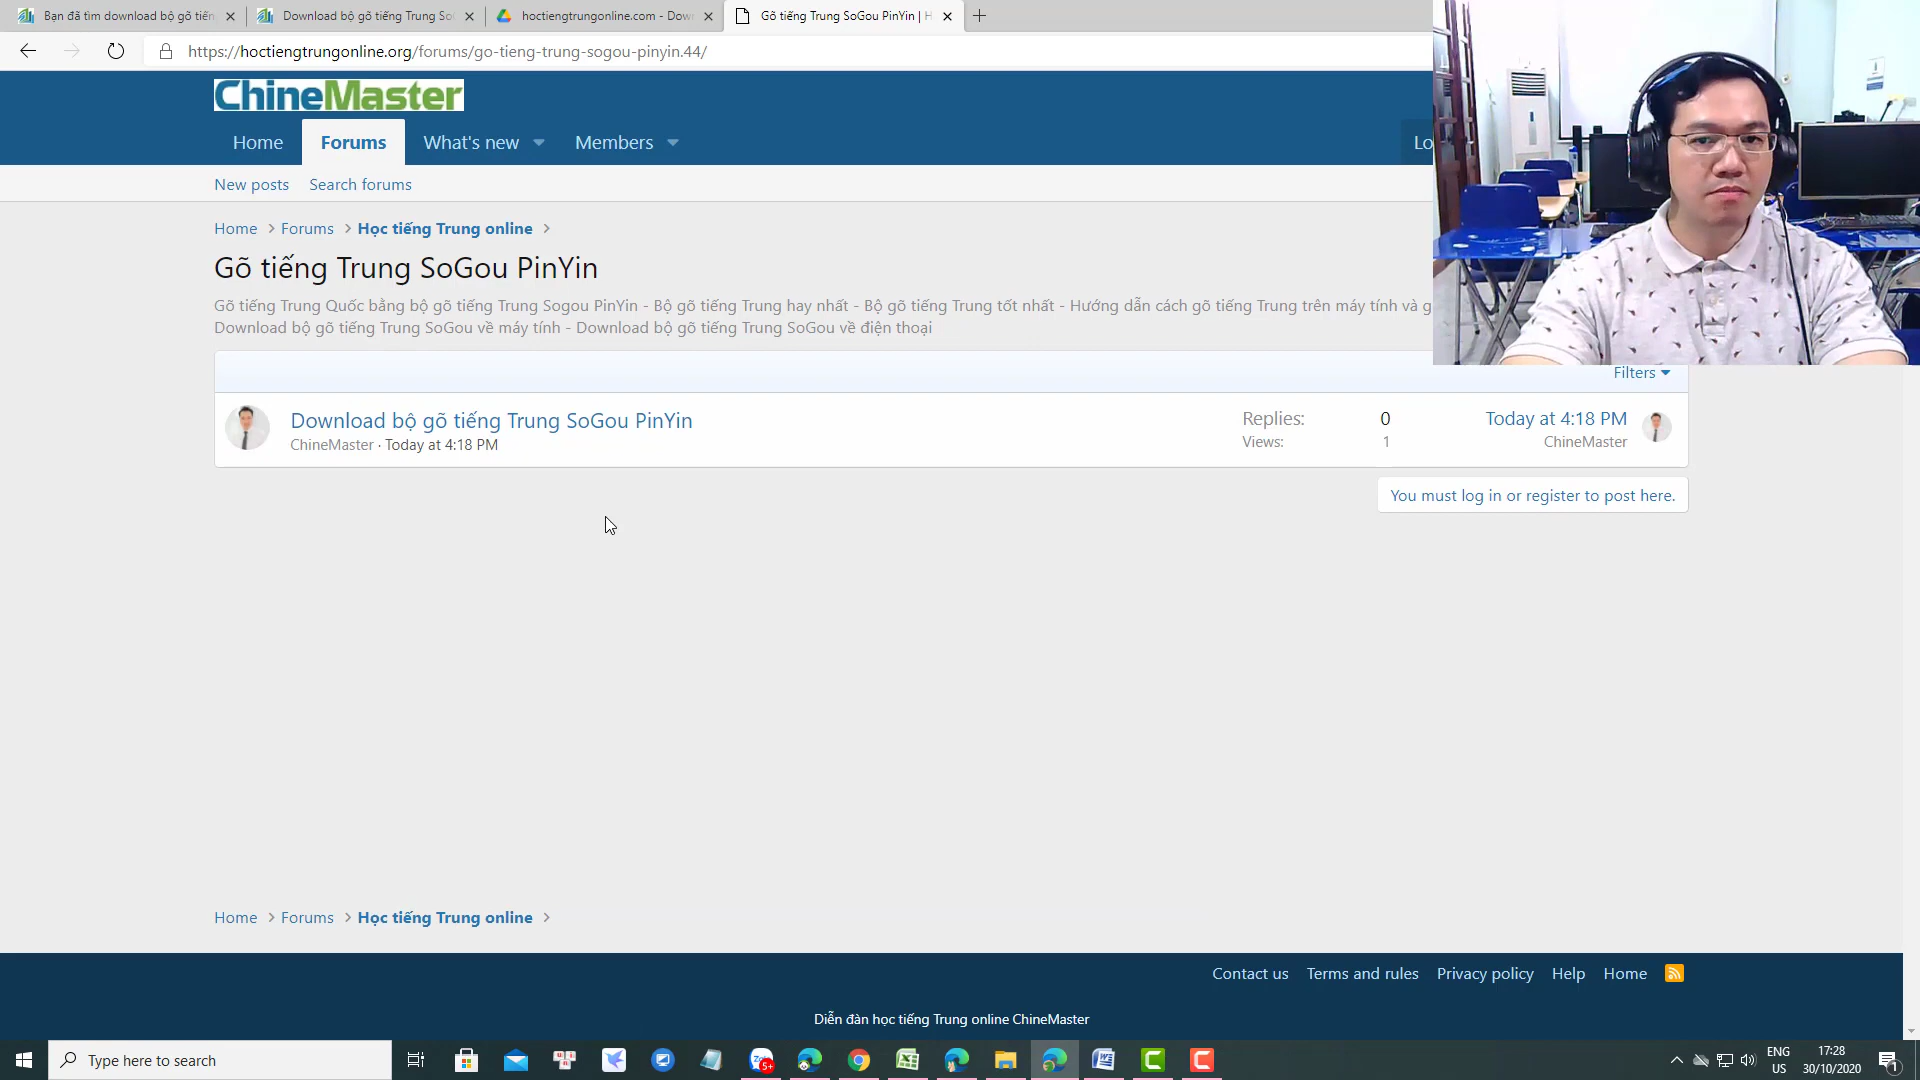 Bạn đã tìm download bộ gõ tiến
Download bộ gõ tiếng Trung So
hoctiengtrungonline.com - Dow
Gõ tiếng Trung SoGou PinYin | H
https://hoctiengtrungonline.org/forums/go-tieng-trung-sogou-pinyin.44/
ChineMaster
Home
Forums
What's new
Members
Lo
New posts
Search forums
Home
Forums
Học tiếng Trung online
Gõ tiếng Trung SoGou PinYin
Gõ tiếng Trung Quốc bằng bộ gõ tiếng Trung Sogou PinYin - Bộ gõ tiếng Trung hay nhất - Bộ gõ tiếng Trung tốt nhất - Hướng dẫn cách gõ tiếng Trung trên máy tính và g
Download bộ gõ tiếng Trung SoGou về máy tính - Download bộ gõ tiếng Trung SoGou về điện thoại
Filters
Download bộ gõ tiếng Trung SoGou PinYin
ChineMaster · Today at 4:18 PM
Replies: 0
Views: 1
Today at 4:18 PM
ChineMaster
You must log in or register to post here.
Home
Forums
Học tiếng Trung online
Contact us
Terms and rules
Privacy policy
Help
Home
Diễn đàn học tiếng Trung online ChineMaster
Type here to search
Zalo
5+
ENG
US
17:28
30/10/2020
1